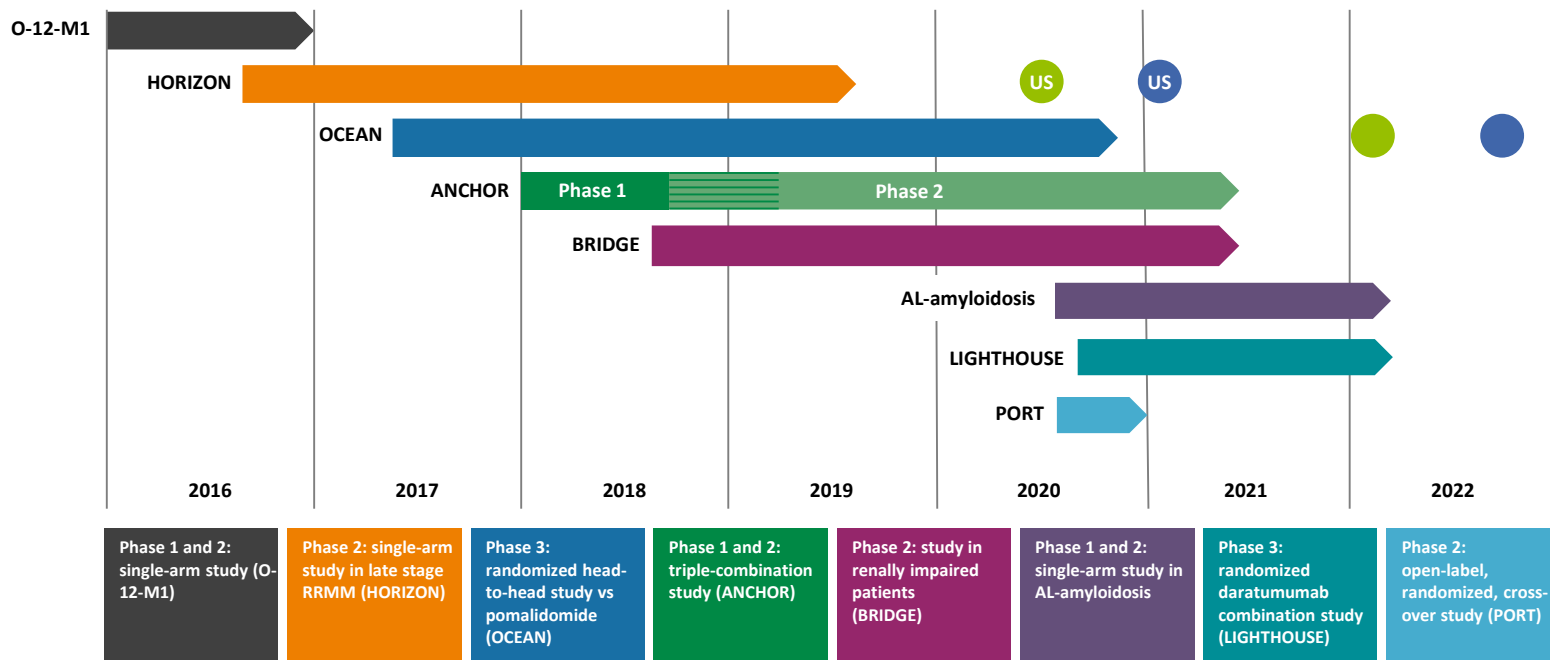 O-12-M1
HORIZON
US
US
OCEAN
ANCHOR
Phase 1
Phase 2
BRIDGE
AL-amyloidosis
LIGHTHOUSE
PORT
2016
2017
2018
2019
2020
2021
2022
Phase 1 and 2:
single-arm study (O-
12-M1)
Phase 2: single-arm
study in late stage
RRMM (HORIZON)
Phase 3:
randomized head-
to-head study vs
pomalidomide
(OCEAN)
Phase 1 and 2:
triple-combination
study (ANCHOR)
Phase 2: study in
renally impaired
patients
(BRIDGE)
Phase 1 and 2:
single-arm study in
AL-amyloidosis
Phase 3:
randomized
daratumumab
combination study
(LIGHTHOUSE)
Phase 2:
open-label,
randomized, cross-
over study (PORT)